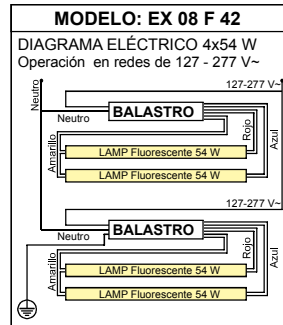 MODELO: EX 08 F 42
DIAGRAMA ELÉCTRICO 4x54 W
Operación en redes de 127 - 277 V~
Neutro
127-277 V~
Neutro
BALASTRO
Amarillo
Rojo
Azul
LAMP Fluorescente 54 W
LAMP Fluorescente 54 W
127-277 V~
Neutro
BALASTRO
Amarillo
Rojo
Azul
LAMP Fluorescente 54 W
LAMP Fluorescente 54 W